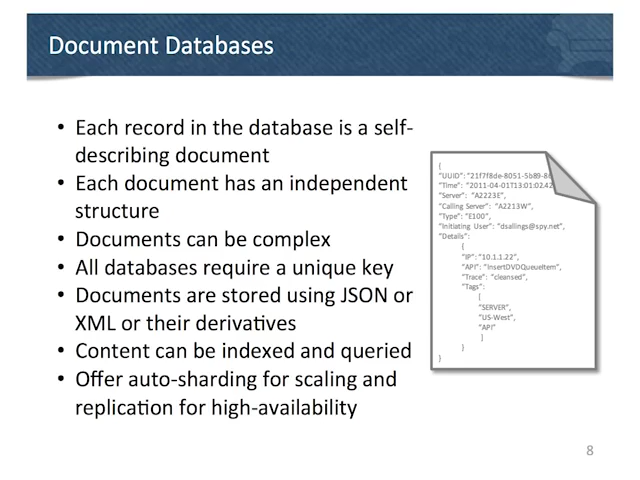 Document Databases
• Each record in the database is a self-
describing document
• Each document has an independent
structure
• Documents can be complex
• All databases require a unique key
• Documents are stored using JSON or
XML or their derivatives
• Content can be indexed and queried
• Offer auto-sharding for scaling and
replication for high-availability
{
"UUID": "21f7f8de-8051-5b89-86
"Time": "2011-04-01T13:01:02.42
"Server": "A2223E",
"Calling Server": "A2213W",
"Type": "E100",
"Initiating User": "dsallings@spy.net",
"Details":
{
"IP": "10.1.1.22",
"API": "InsertDVDQueueItem",
"Trace": "cleansed",
"Tags":
[
"SERVER",
"US-West",
"API"
]
}
}
8